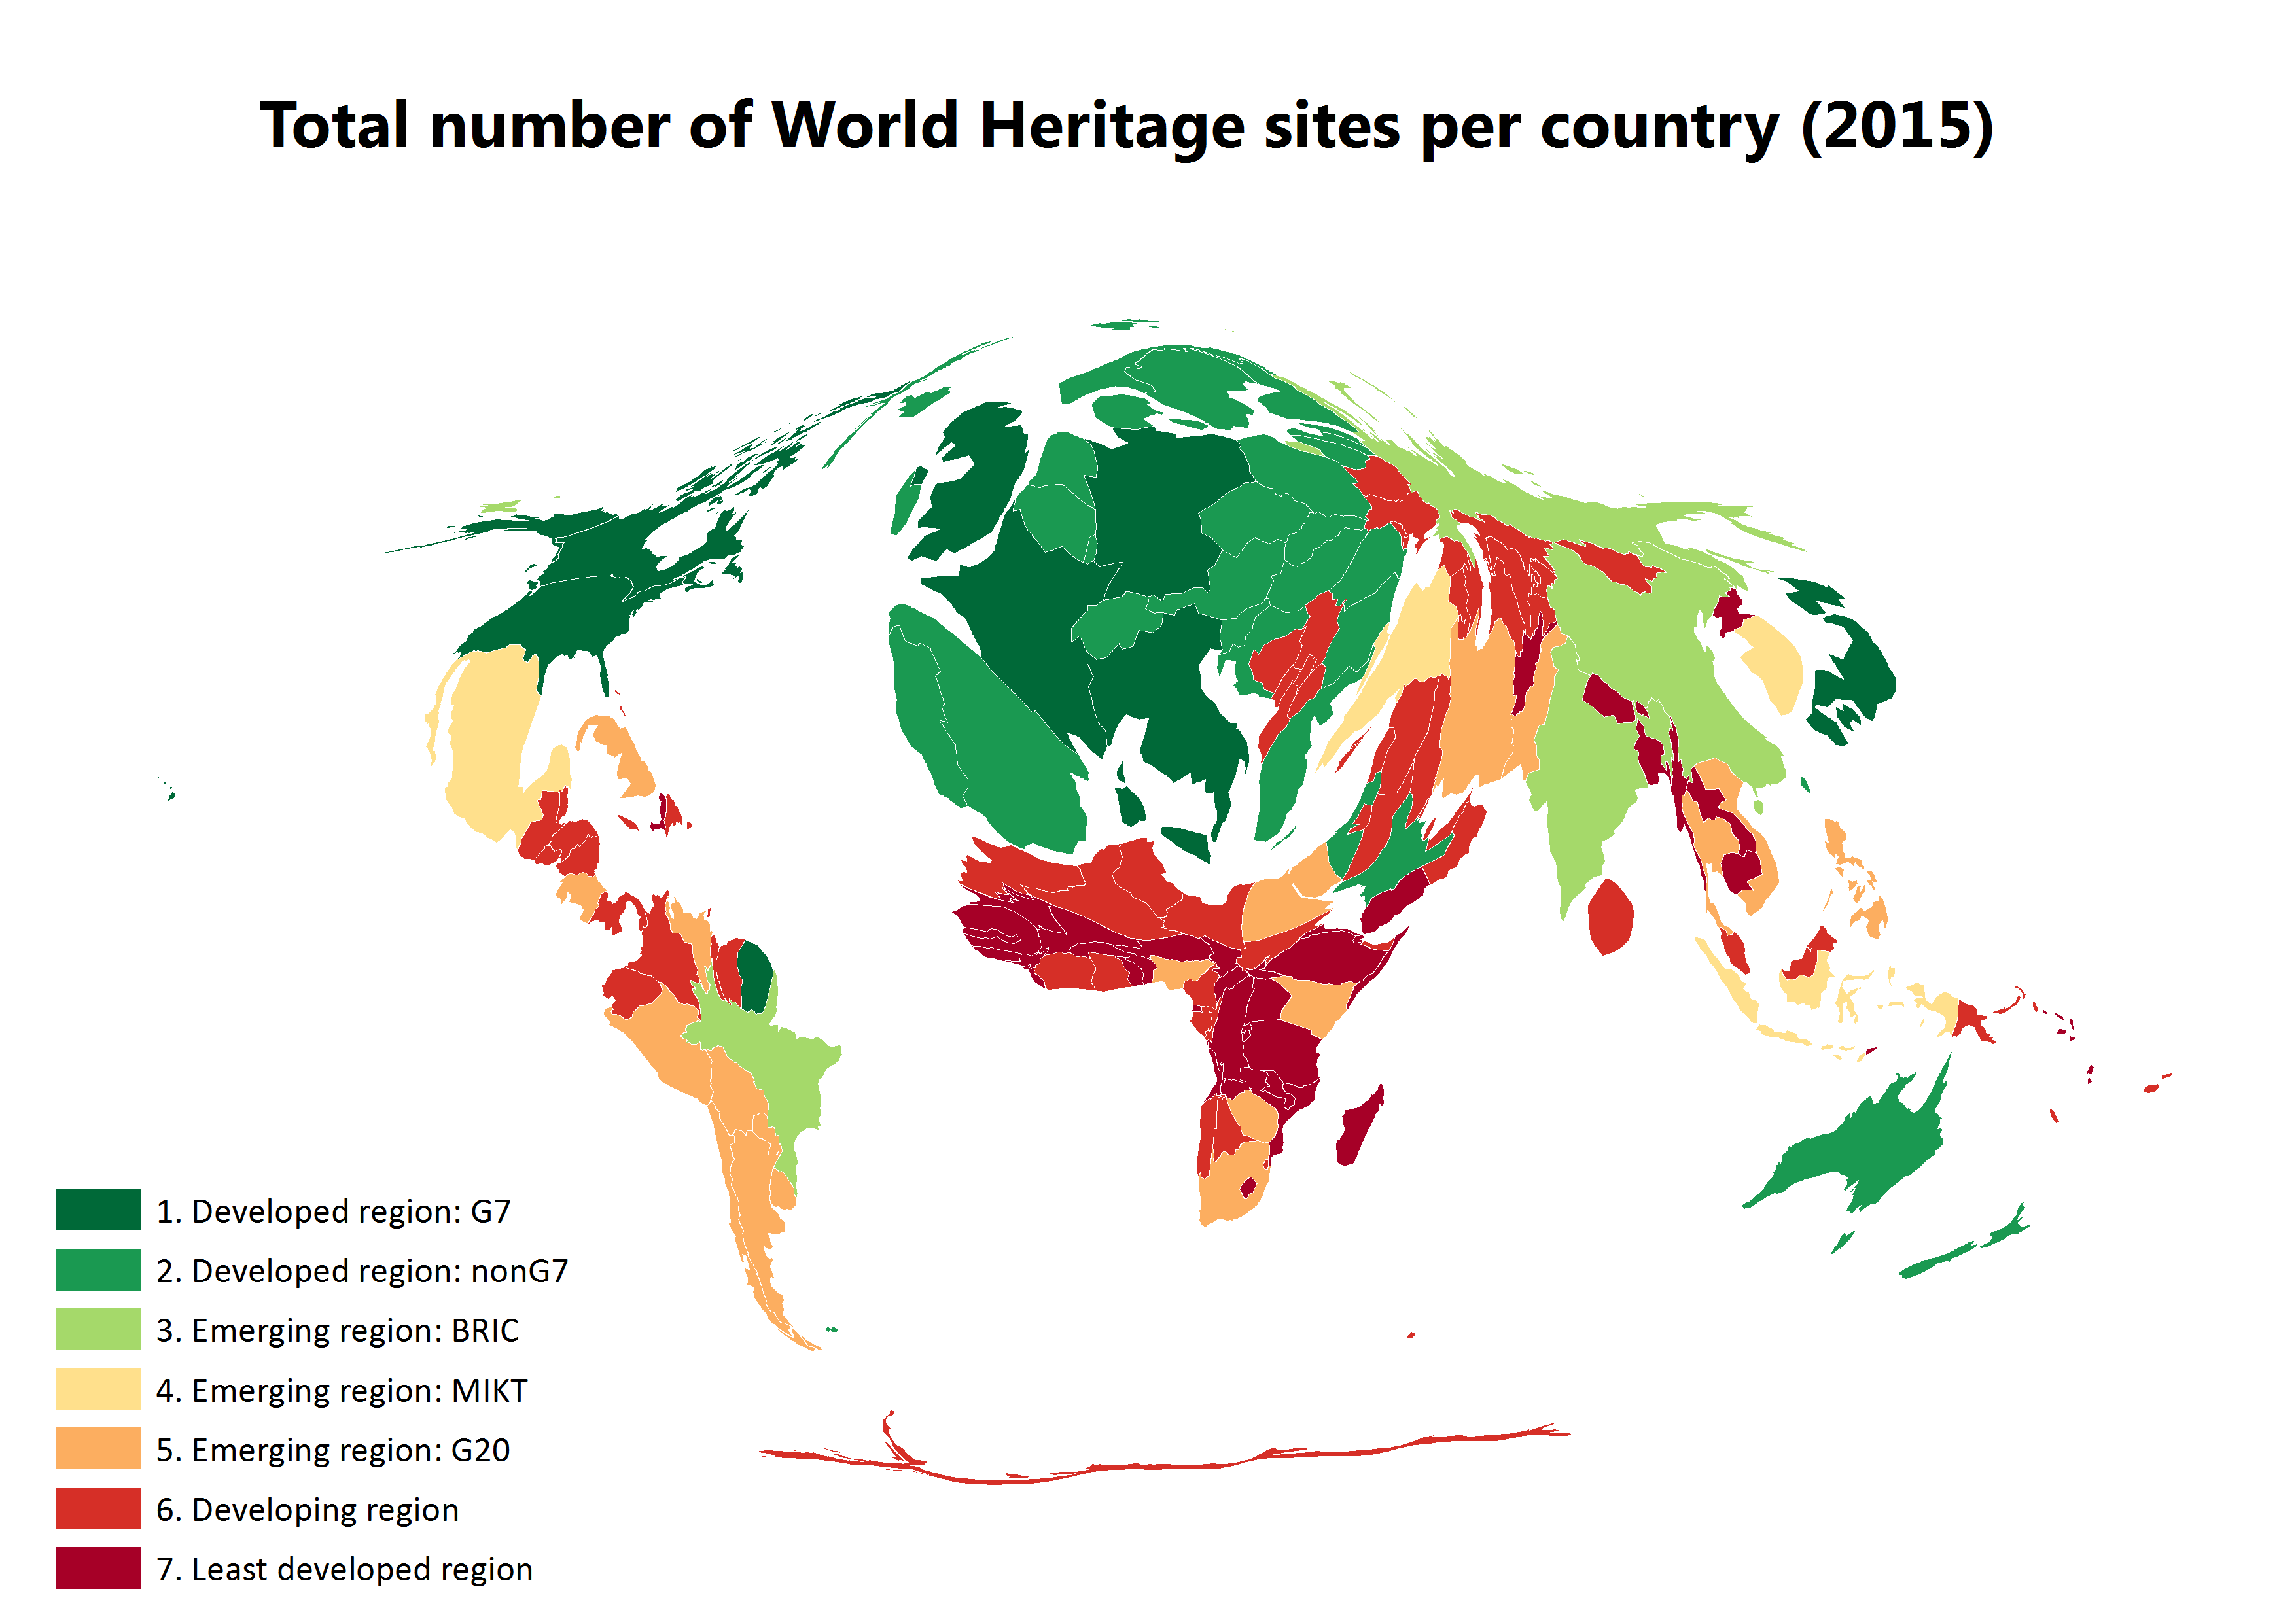 Total number of World Heritage sites per country (2015)
1. Developed region: G7
2. Developed region: nonG7
3. Emerging region: BRIC
4. Emerging region: MIKT
5. Emerging region: G20
6. Developing region
7. Least developed region